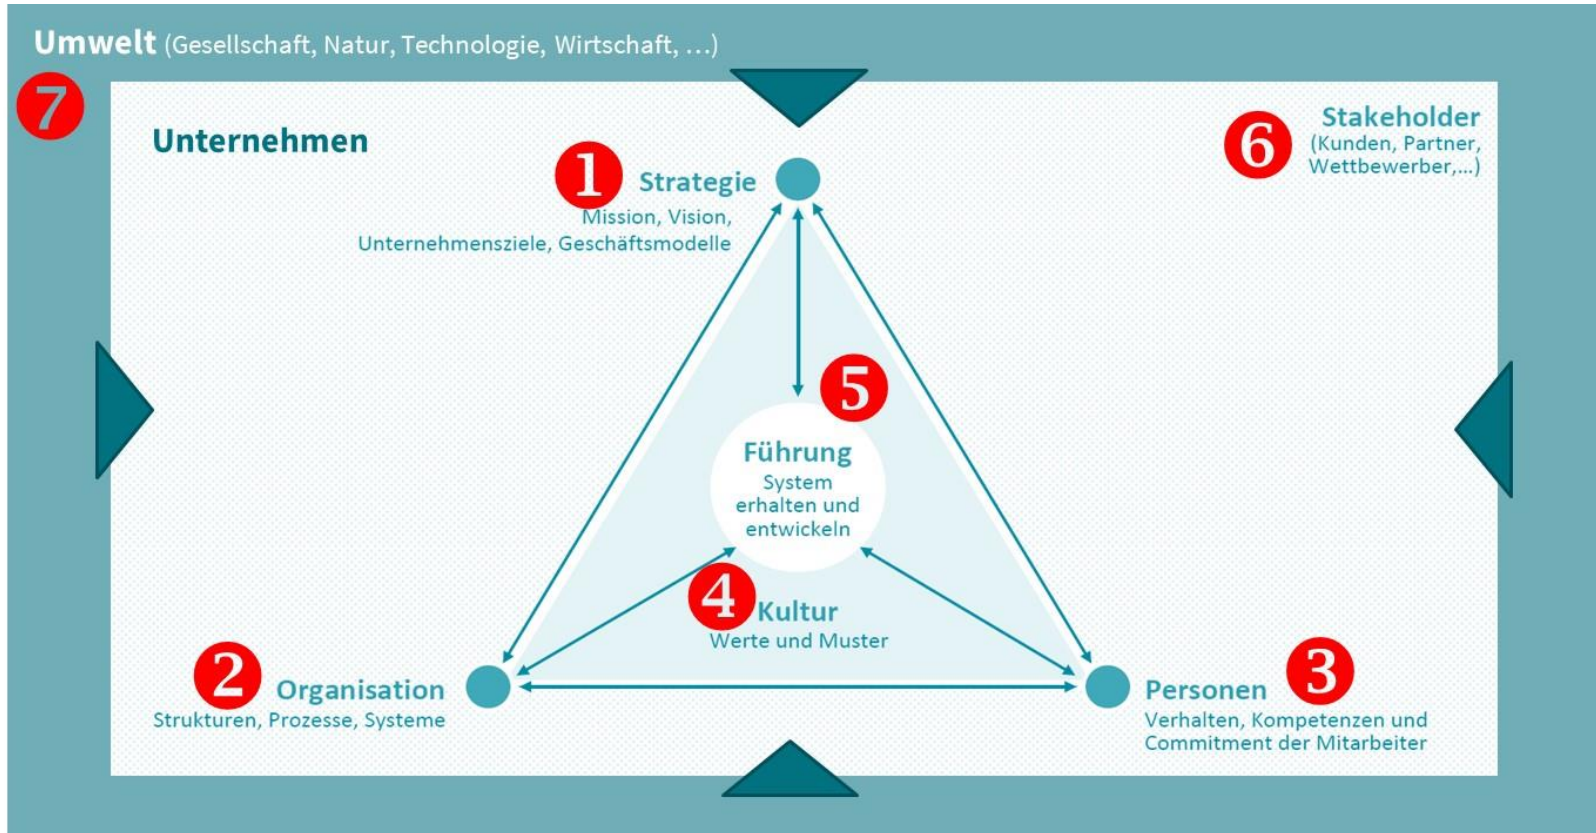 Umwelt (Gesellschaft, Natur, Technologie, Wirtschaft, ...)
7
Unternehmen
6
Stakeholder
(Kunden, Partner,
Wettbewerber,...)
1
Strategie
Mission, Vision,
Unternehmensziele, Geschäftsmodelle
5
Führung
System
erhalten und
entwickeln
4
Kultur
Werte und Muster
2
Organisation
Strukturen, Prozesse, Systeme
Personen
3
Verhalten, Kompetenzen und
Commitment der Mitarbeiter